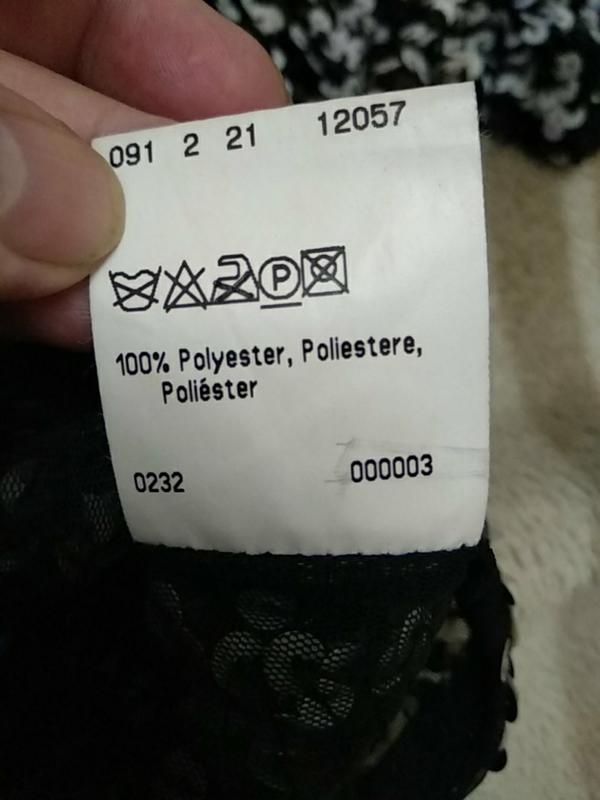 091 2 21 12057
P
100% Polyester, Poliestere,
Poliéster
0232 000003